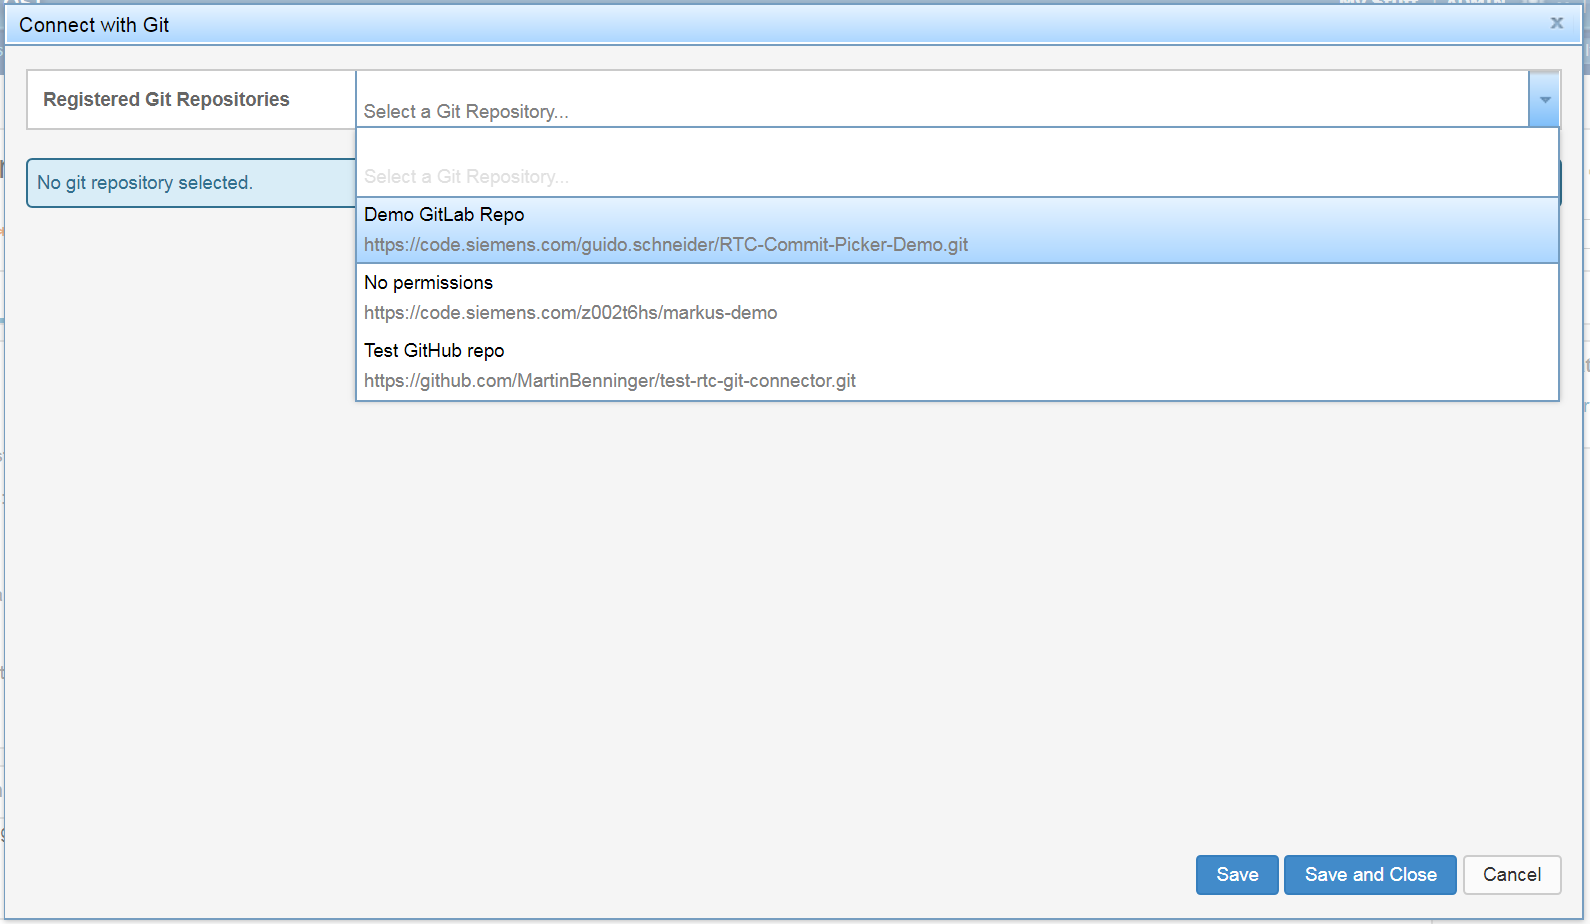 Connect with Git
x
Registered Git Repositories
Select a Git Repository...
Select a Git Repository...
No git repository selected.
Demo GitLab Repo
https://code.siemens.com/guido.schneider/RTC-Commit-Picker-Demo.git
No permissions
https://code.siemens.com/z002t6hs/markus-demo
Test GitHub repo
https://github.com/MartinBenninger/test-rtc-git-connector.git
Save
Save and Close
Cancel